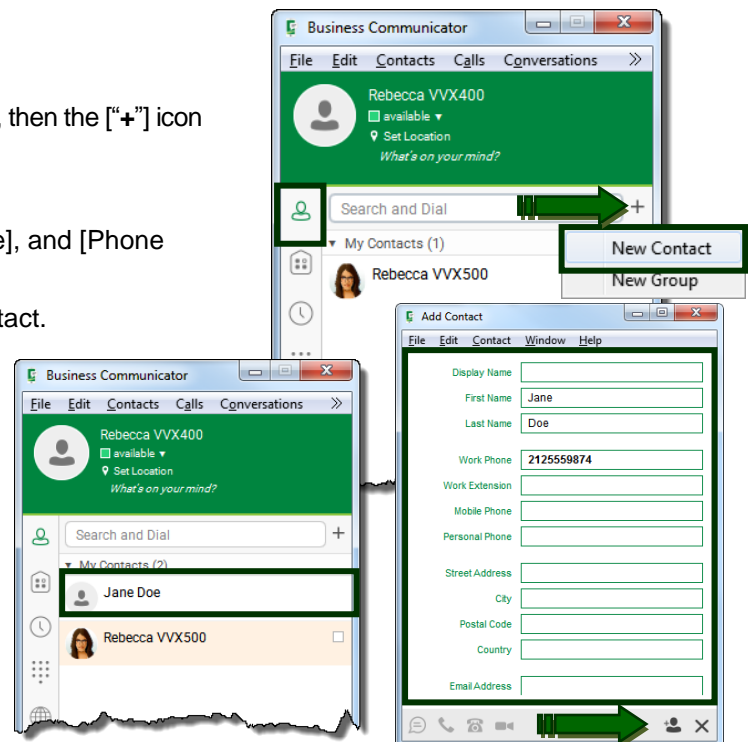 , then the ["+"] icon
e], and [Phone
tact.
Business Communicator
File Edit Contacts Calls Conversations »
Rebecca VVX400
available ▾
Set Location
What's on your mind?
Search and Dial +
▾ My Contacts (1)
Rebecca VVX500
New Contact
New Group
Add Contact
File Edit Contact Window Help
Display Name
First Name Jane
Last Name Doe
Work Phone 2125559874
Work Extension
Mobile Phone
Personal Phone
Street Address
City
Postal Code
Country
Email Address
Business Communicator
File Edit Contacts Calls Conversations »
Rebecca VVX400
available ▾
Set Location
What's on your mind?
Search and Dial +
▾ My Contacts (2)
Jane Doe
Rebecca VVX500